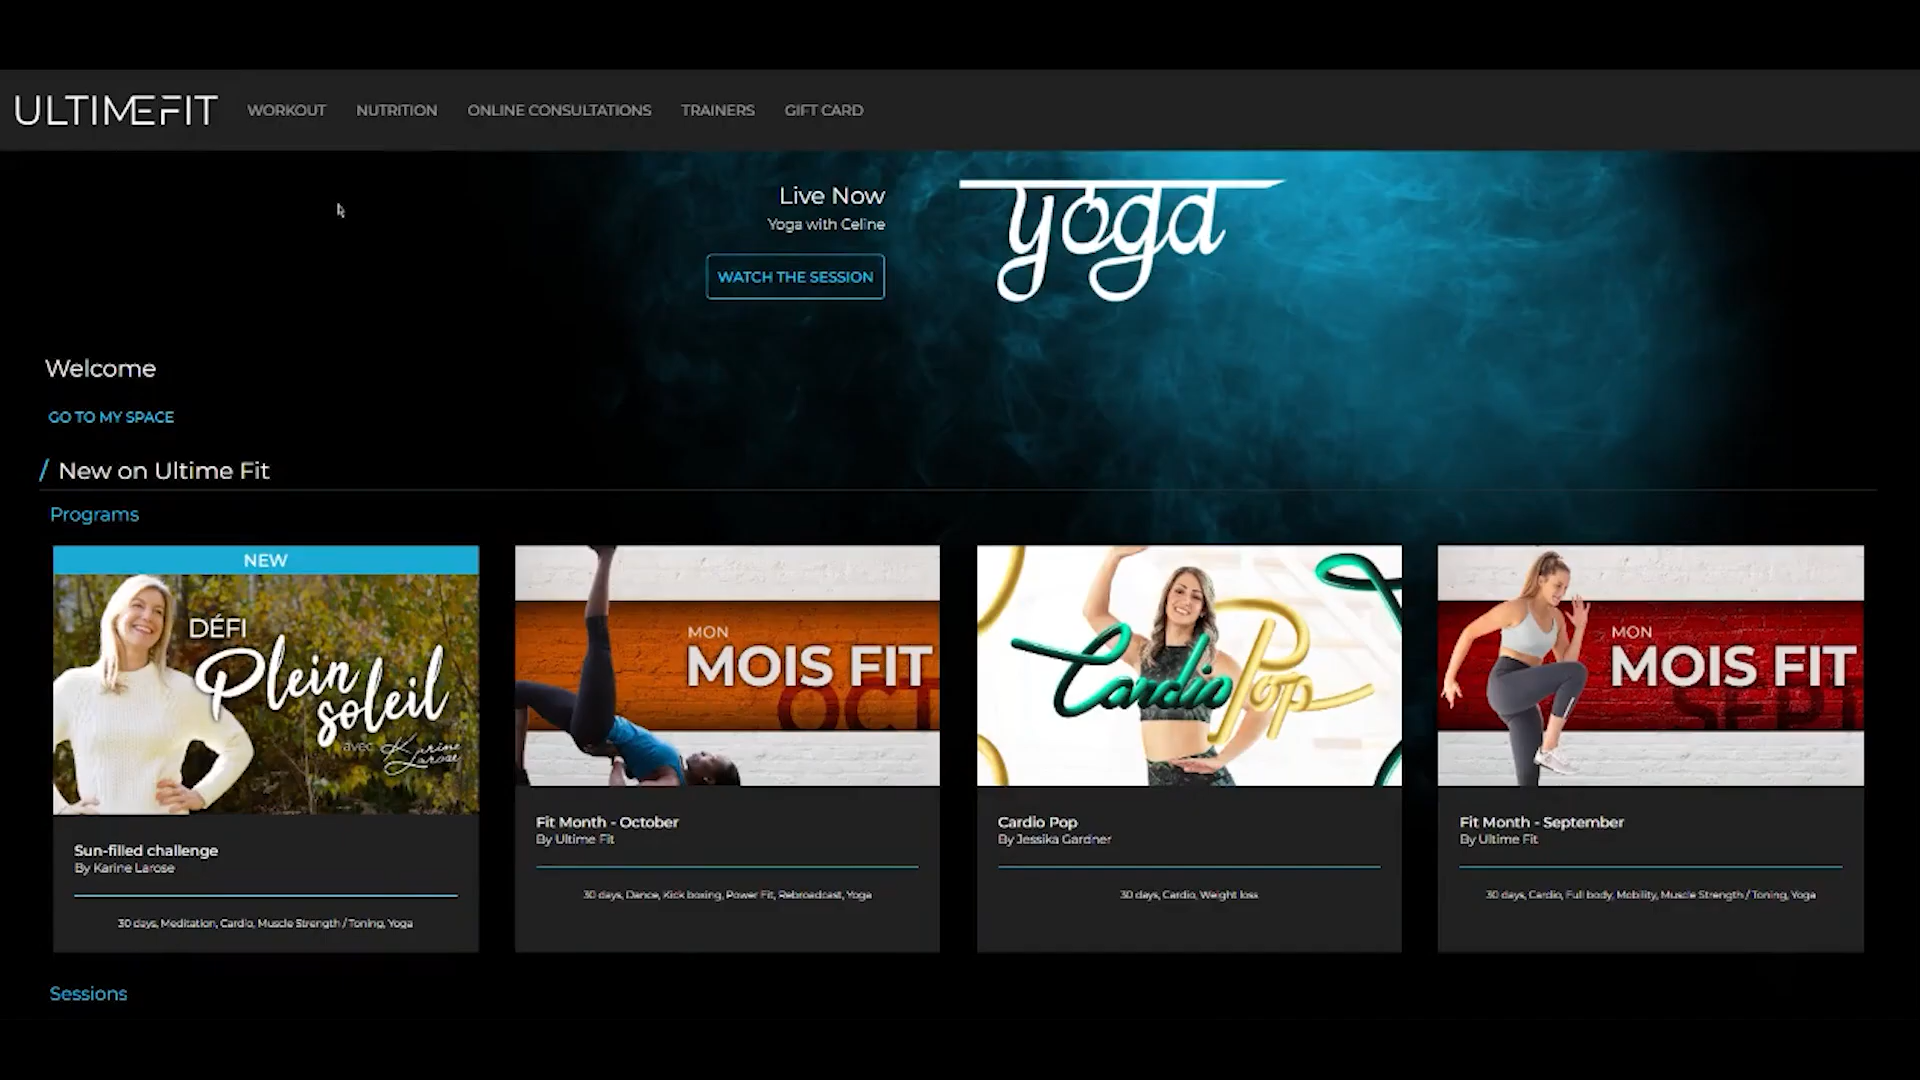 ULTIMEFIT
WORKOUT
NUTRITION
ONLINE CONSULTATIONS
TRAINERS
GIFT CARD
Live Now
Yoga with Celine
WATCH THE SESSION
yoga
Welcome
GO TO MY SPACE
/ New on Ultime Fit
Programs
NEW
DÉFI
Plein
soleil
avec Karine
Larose
Sun-filled challenge
By Karine Larose
30 days, Meditation, Cardio, Muscle Strength / Toning, Yoga
MON
MOIS FIT
OCT
Fit Month - October
By Ultime Fit
30 days, Dance, Kick boxing, Power Fit, Rebroadcast, Yoga
Cardio Pop
Cardio Pop
By Jessika Gardner
30 days, Cardio, Weight loss
MON
MOIS FIT
SEPT
Fit Month - September
By Ultime Fit
30 days, Cardio, Full body, Mobility, Muscle Strength / Toning, Yoga
Sessions